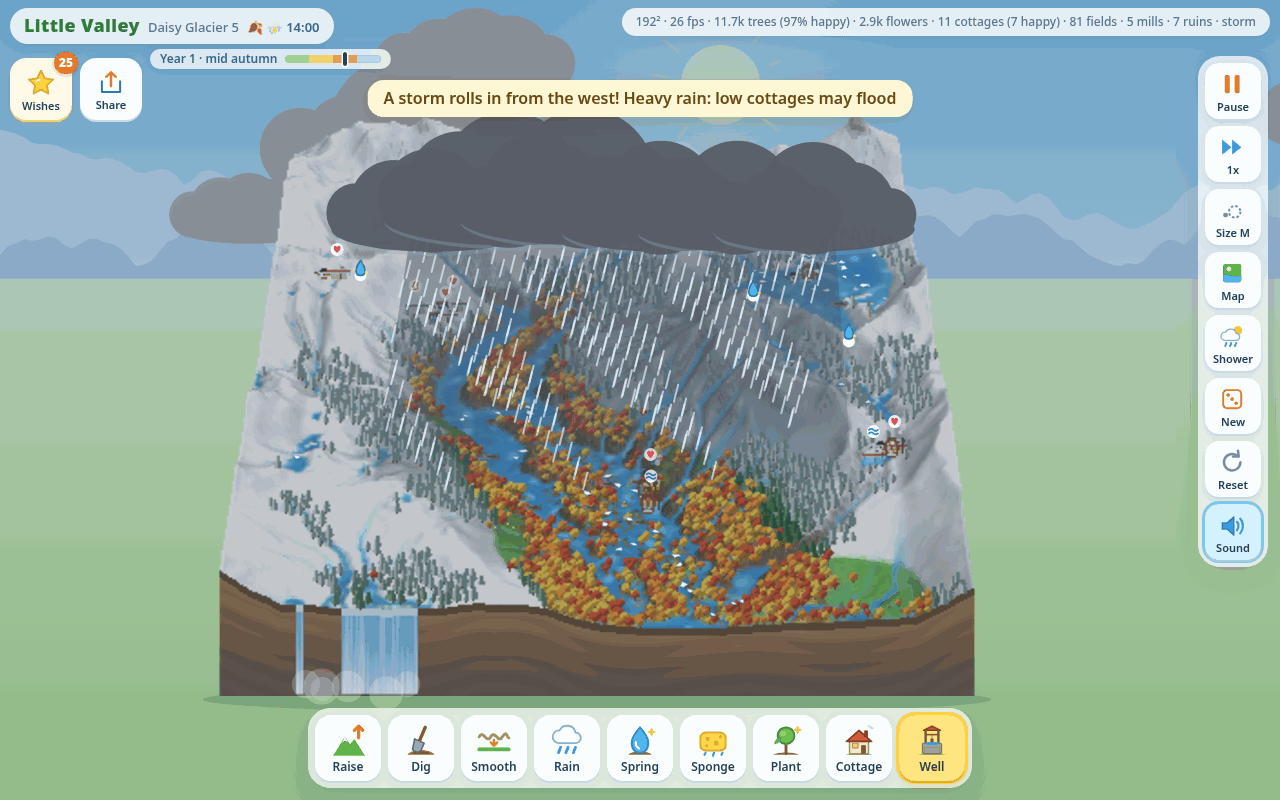 Little Valley Daisy Glacier 5 14:00
192² · 26 fps · 11.7k trees (97% happy) · 2.9k flowers · 11 cottages (7 happy) · 81 fields · 5 mills · 7 ruins · storm
Year 1 · mid autumn
25
Wishes
Share
A storm rolls in from the west! Heavy rain: low cottages may flood
Pause
1x
Size M
Map
Shower
New
Reset
Sound
Raise
Dig
Smooth
Rain
Spring
Sponge
Plant
Cottage
Well